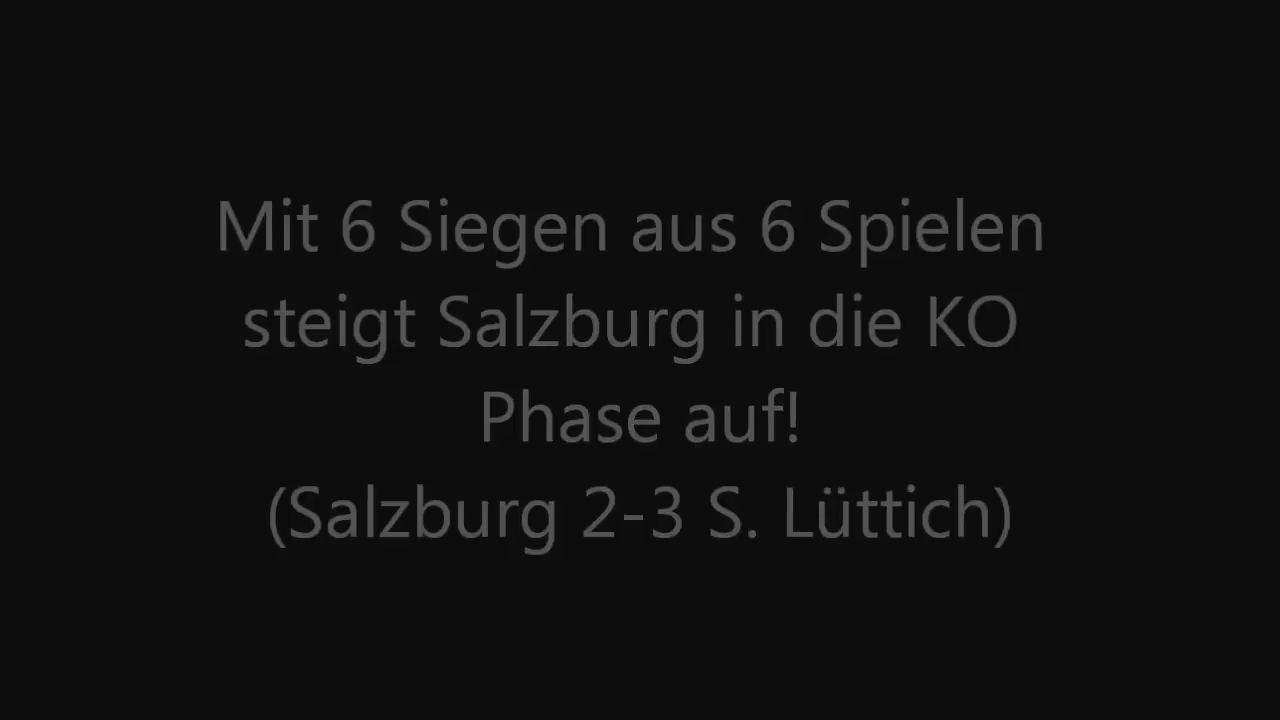 Mit 6 Siegen aus 6 Spielen
steigt Salzburg in die KO
Phase auf!
(Salzburg 2-3 S. Lüttich)